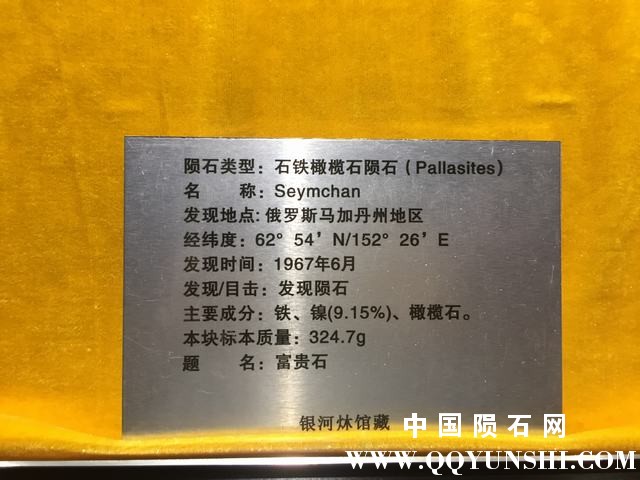 陨石类型：石铁橄榄石陨石（Pallasites）
名 称：Seymchan
发现地点:俄罗斯马加丹州地区
经纬度：62° 54’ N/152° 26’ E
发现时间：1967年6月
发现/目击：发现陨石
主要成分：铁、镍(9.15%)、橄榄石。
本块标本质量：324.7g
题 名：富贵石
银河炑馆藏
中国陨石网
WWW.QQYUNSHI.COM